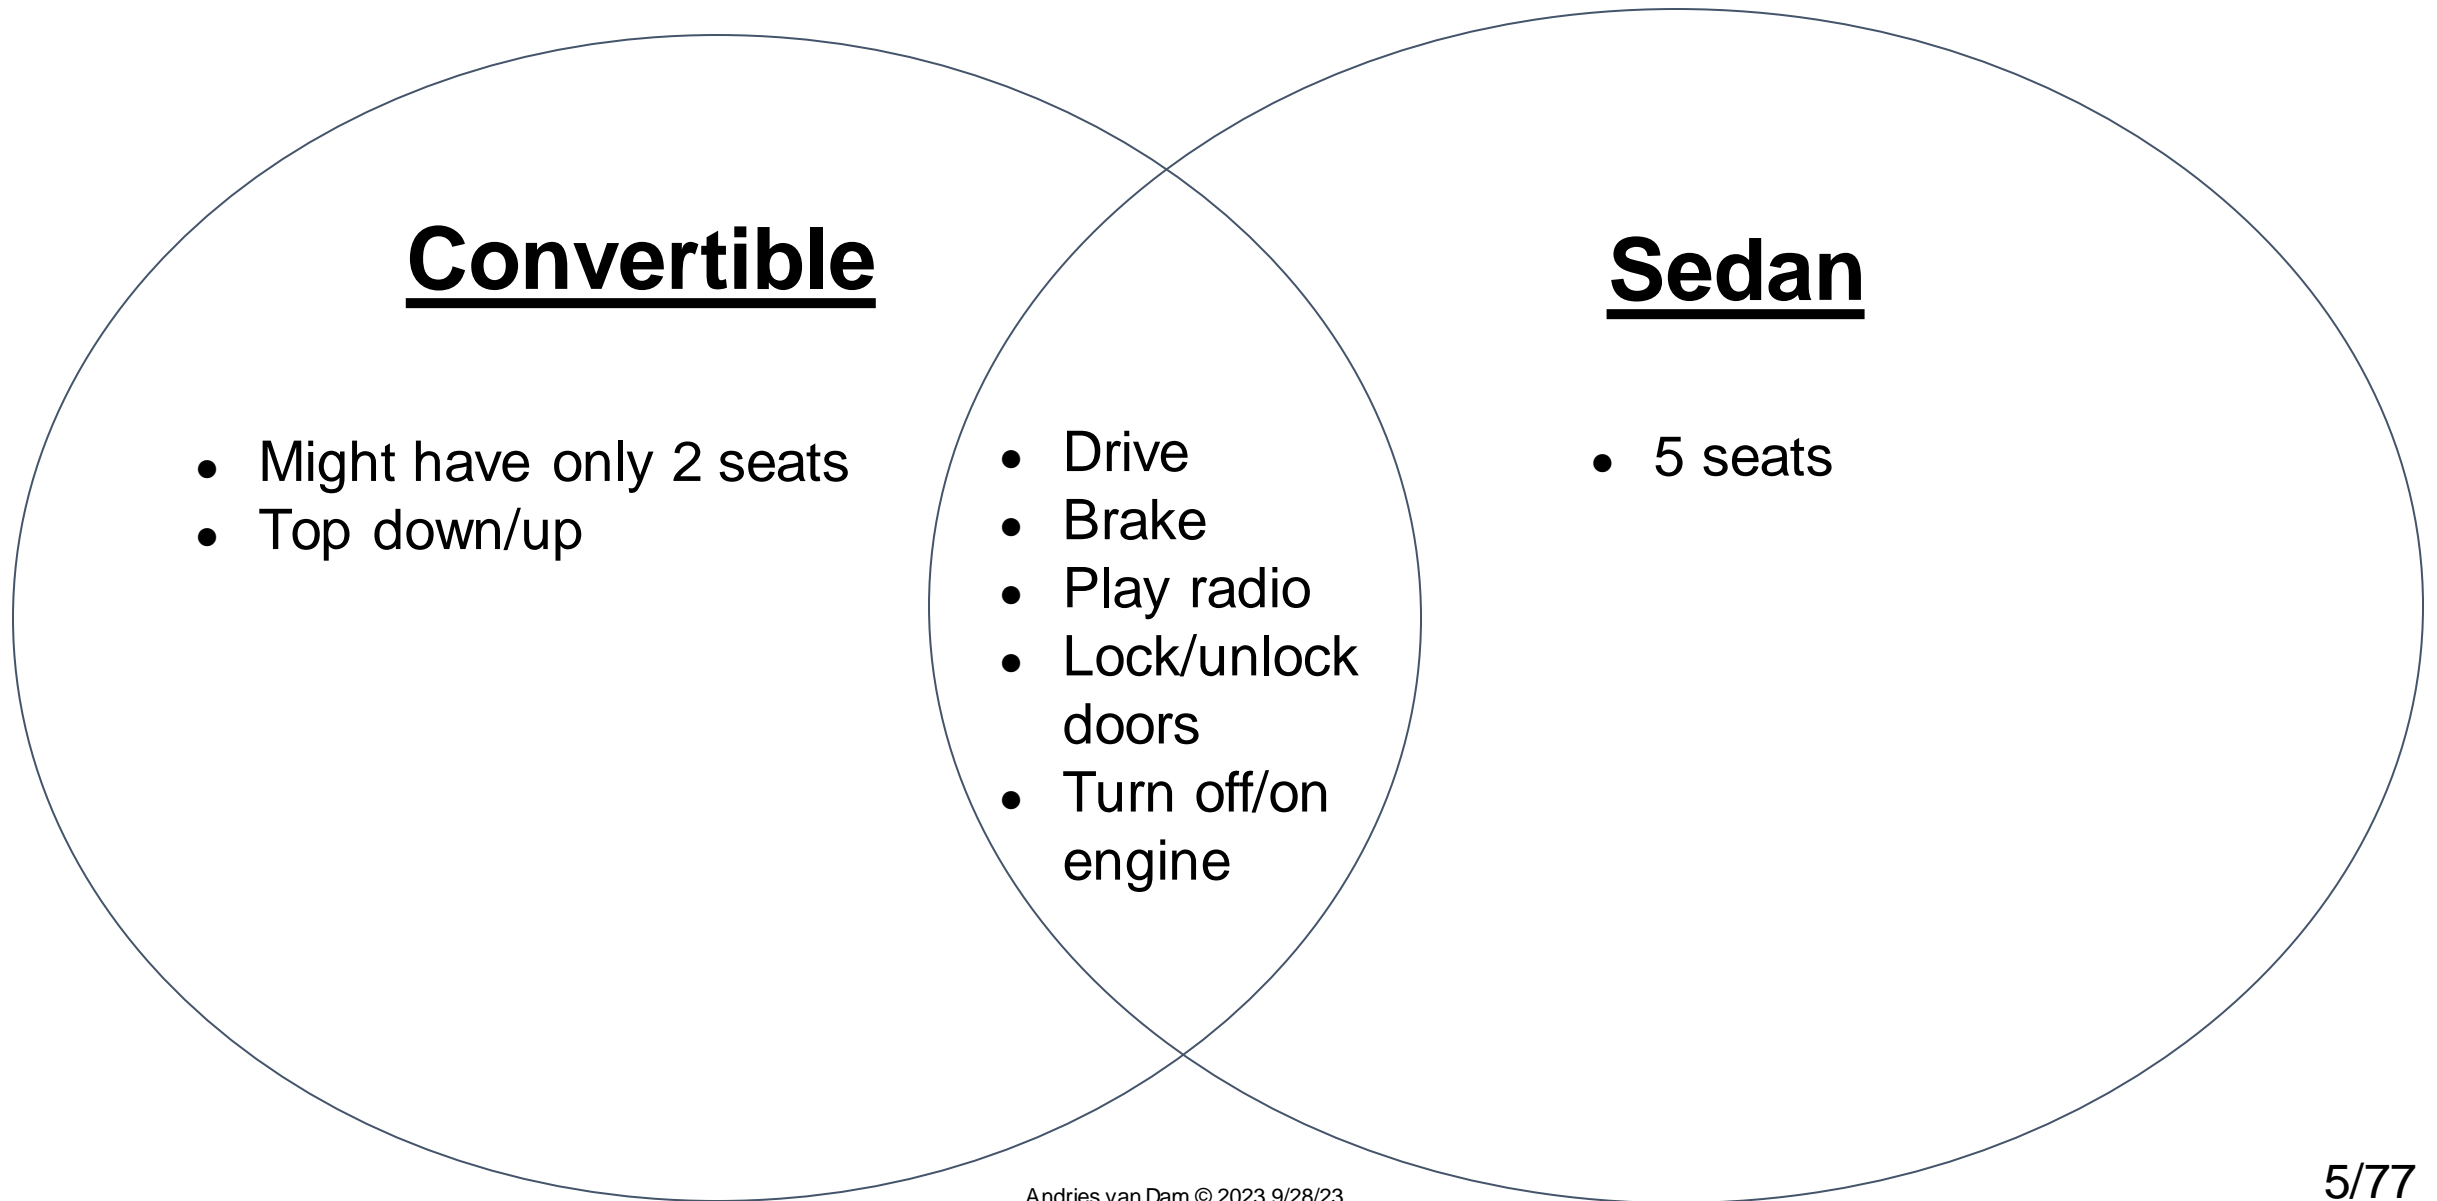 Convertible
• Might have only 2 seats
• Top down/up
• Drive
• Brake
• Play radio
• Lock/unlock
doors
• Turn off/on
engine
Sedan
• 5 seats
Andries van Dam © 2023 9/28/23
5/77